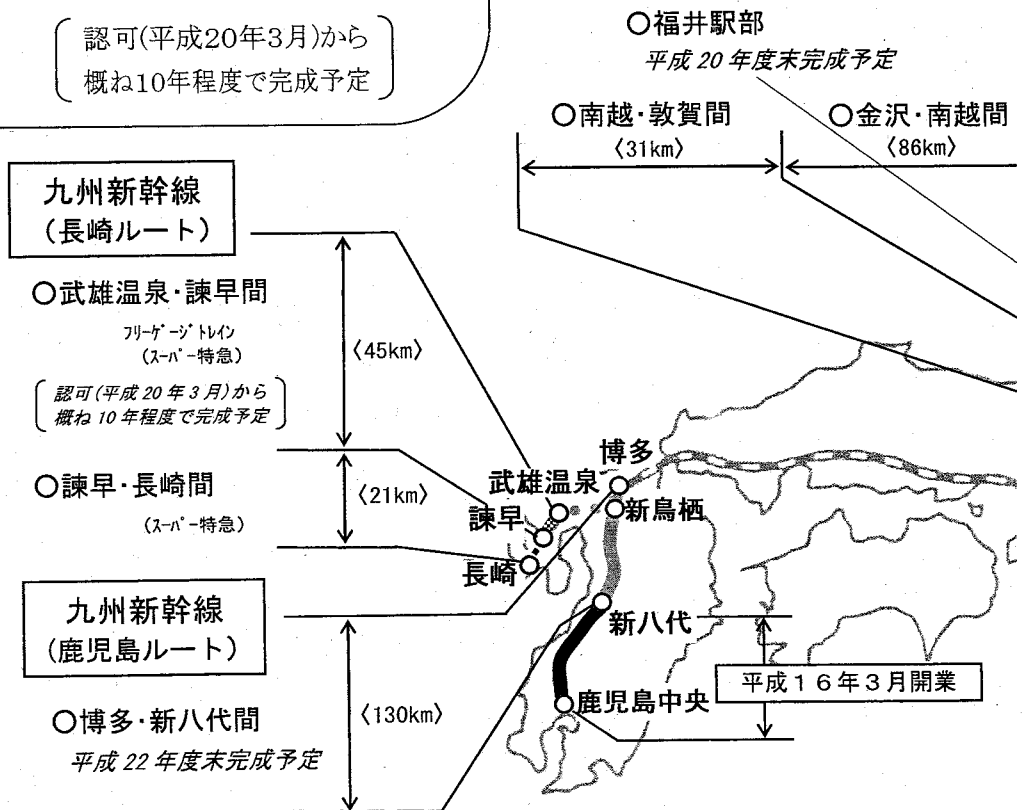 認可(平成20年3月)から
概ね10年程度で完成予定
○福井駅部
平成20年度末完成予定
○南越・敦賀間
〈31km〉
○金沢・南越間
〈86km〉
九州新幹線
(長崎ルート)
○武雄温泉・諫早間
フリーゲージトレイン
(スーパー特急)
〈45km〉
認可(平成20年3月)から
概ね10年程度で完成予定
○諫早・長崎間
(スーパー特急)
〈21km〉
博多
武雄温泉
新鳥栖
諫早
長崎
九州新幹線
(鹿児島ルート)
新八代
平成16年3月開業
鹿児島中央
○博多・新八代間
平成22年度末完成予定
〈130km〉